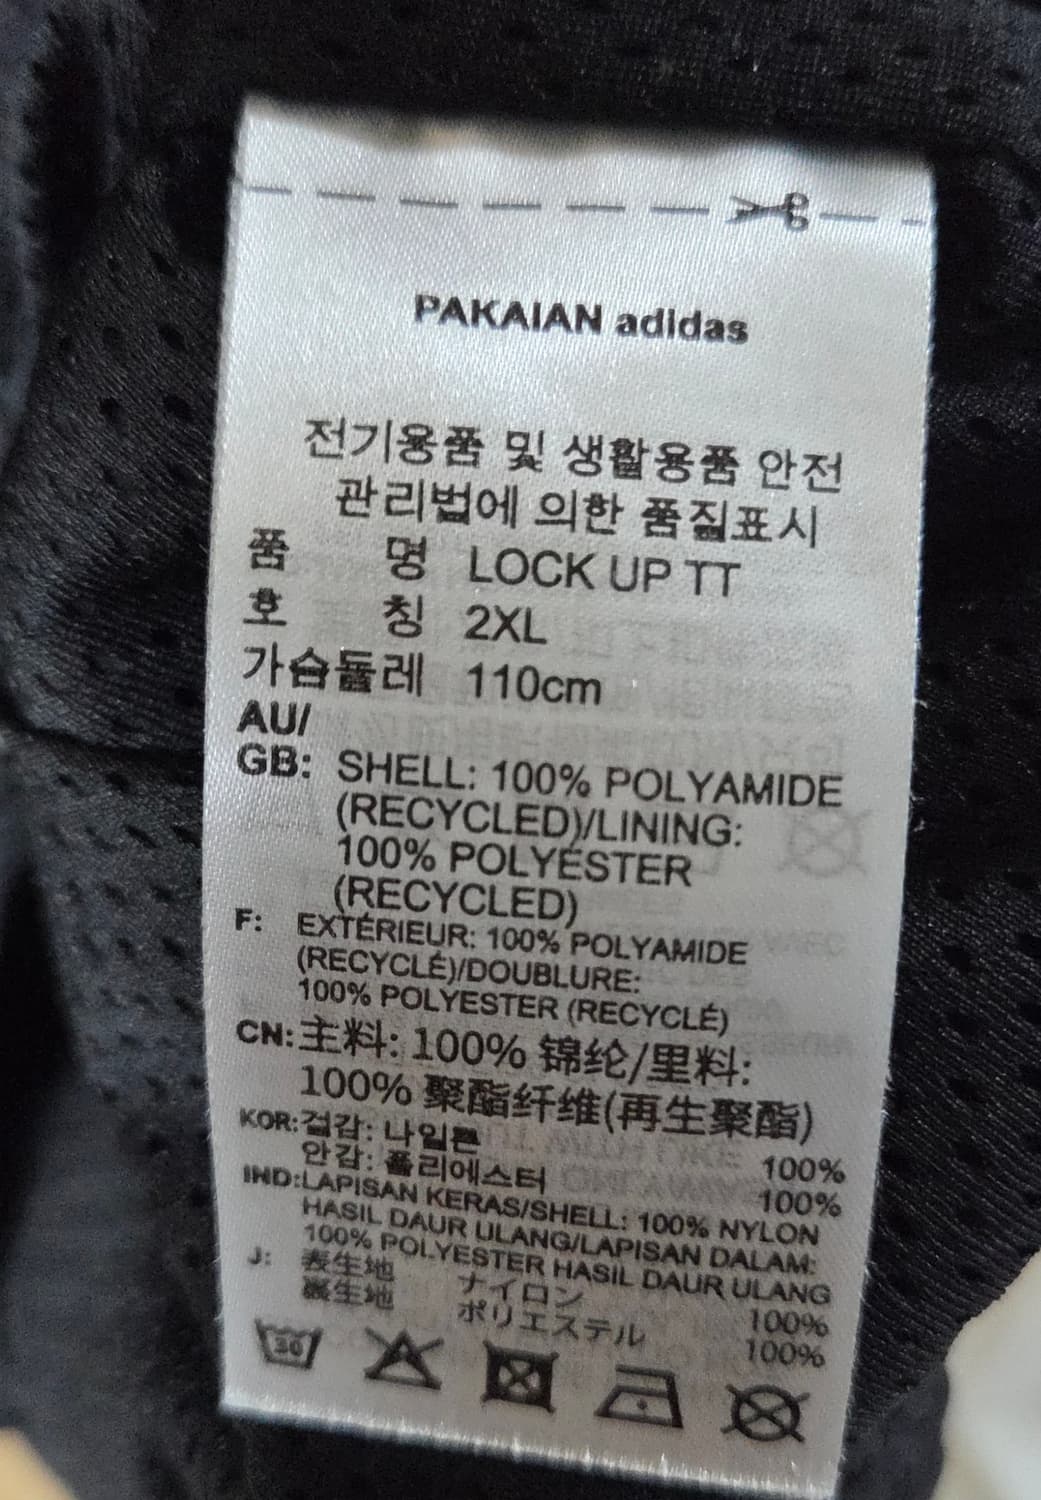 PAKAIAN adidas
전기용품 및 생활용품 안전
관리법에 의한 품질표시
품 명 LOCK UP TT
호 칭 2XL
가슴둘레 110cm
AU/
GB: SHELL: 100% POLYAMIDE
(RECYCLED)/LINING:
100% POLYESTER
(RECYCLED)
F: EXTÉRIEUR: 100% POLYAMIDE
(RECYCLÉ)/DOUBLURE:
100% POLYESTER (RECYCLÉ)
CN: 主料: 100% 锦纶/里料:
100% 聚酯纤维(再生聚酯)
KOR: 겉감: 나일론 100%
안감: 폴리에스터 100%
IND: LAPISAN KERAS/SHELL: 100% NYLON
HASIL DAUR ULANG/LAPISAN DALAM:
100% POLYESTER HASIL DAUR ULANG
J: 表生地 ナイロン 100%
裏生地 ポリエステル 100%
30